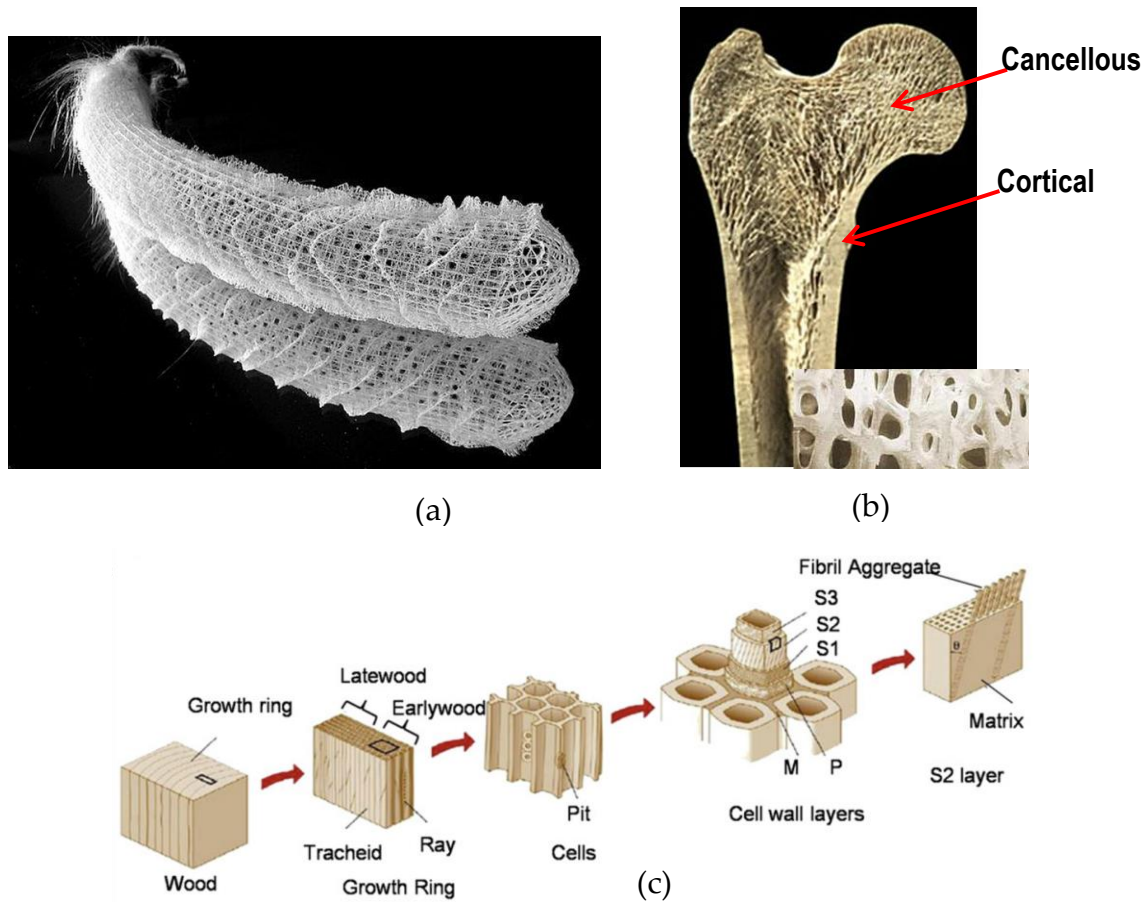 Cancellous
Cortical
(a)
(b)
Fibril Aggregate
S3
S2
S1
Latewood
Growth ring
Earlywood
Matrix
M
P
S2 layer
Pit
Cell wall layers
Ray
Tracheid
Cells
Wood
Growth Ring
(c)